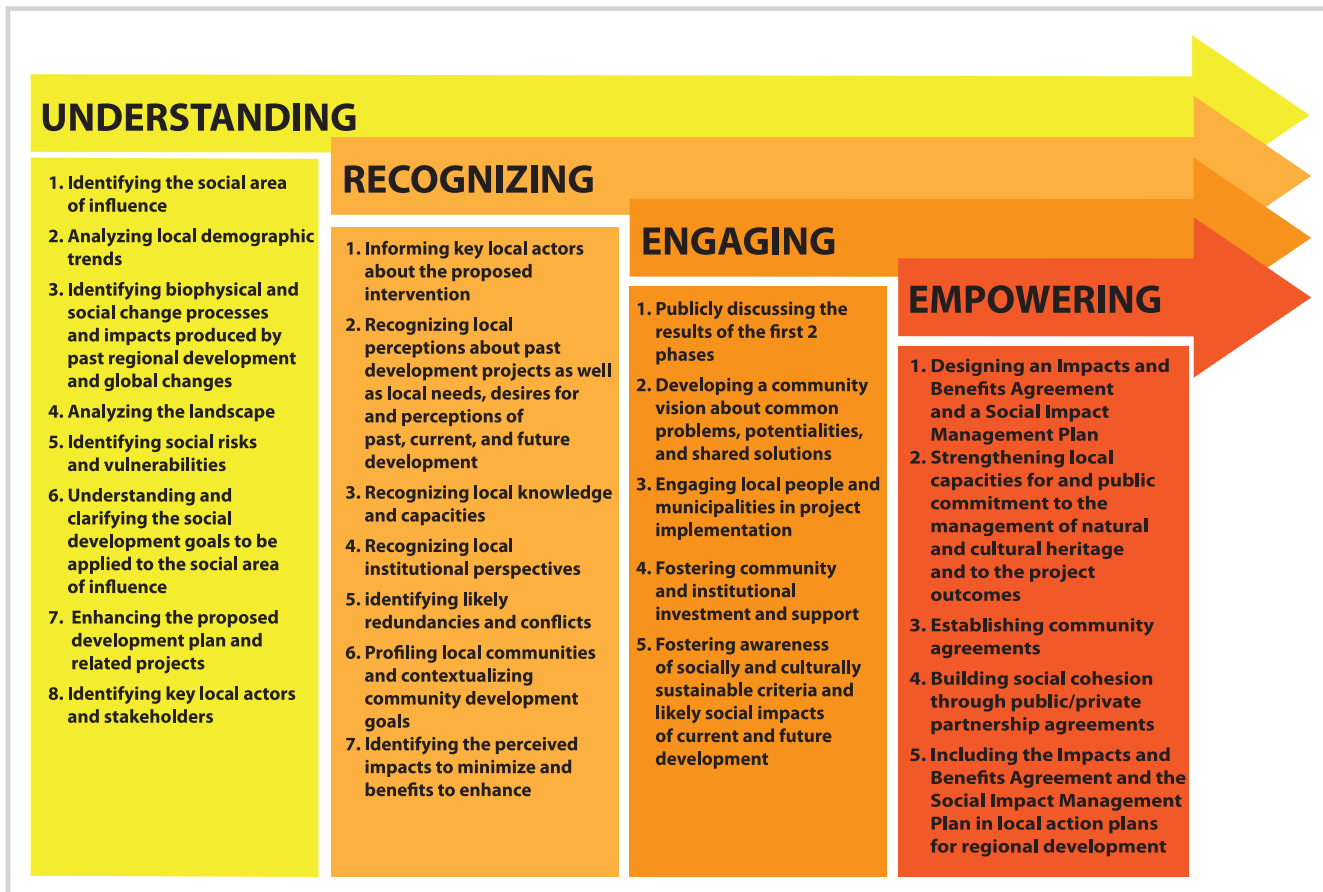 UNDERSTANDING
1. Identifying the social area
of influence
2. Analyzing local demographic
trends
3. Identifying biophysical and
social change processes
and impacts produced by
past regional development
and global changes
4. Analyzing the landscape
5. Identifying social risks
and vulnerabilities
6. Understanding and
clarifying the social
development goals to be
applied to the social area
of influence
7. Enhancing the proposed
development plan and
related projects
8. Identifying key local actors
and stakeholders
RECOGNIZING
1. Informing key local actors
about the proposed
intervention
2. Recognizing local
perceptions about past
development projects as well
as local needs, desires for
and perceptions of
past, current, and future
development
3. Recognizing local knowledge
and capacities
4. Recognizing local
institutional perspectives
5. identifying likely
redundancies and conflicts
6. Profiling local communities
and contextualizing
community development
goals
7. Identifying the perceived
impacts to minimize and
benefits to enhance
ENGAGING
1. Publicly discussing the
results of the first 2
phases
2. Developing a community
vision about common
problems, potentialities,
and shared solutions
3. Engaging local people and
municipalities in project
implementation
4. Fostering community
and institutional
investment and support
5. Fostering awareness
of socially and culturally
sustainable criteria and
likely social impacts
of current and future
development
EMPOWERING
1. Designing an Impacts and
Benefits Agreement
and a Social Impact
Management Plan
2. Strengthening local
capacities for and public
commitment to the
management of natural
and cultural heritage
and to the project
outcomes
3. Establishing community
agreements
4. Building social cohesion
through public/private
partnership agreements
5. Including the Impacts and
Benefits Agreement and the
Social Impact Management
Plan in local action plans
for regional development